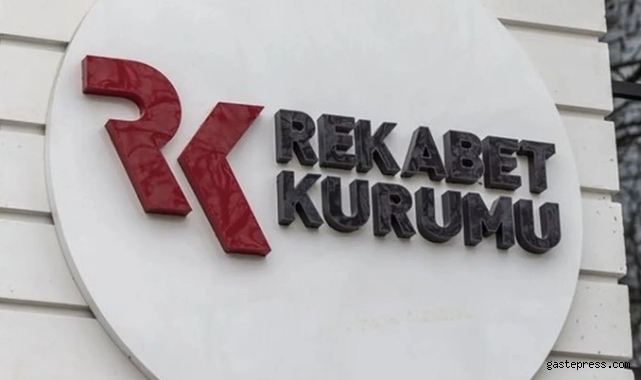 RK
REKABET
KURUMU
gastepress.com